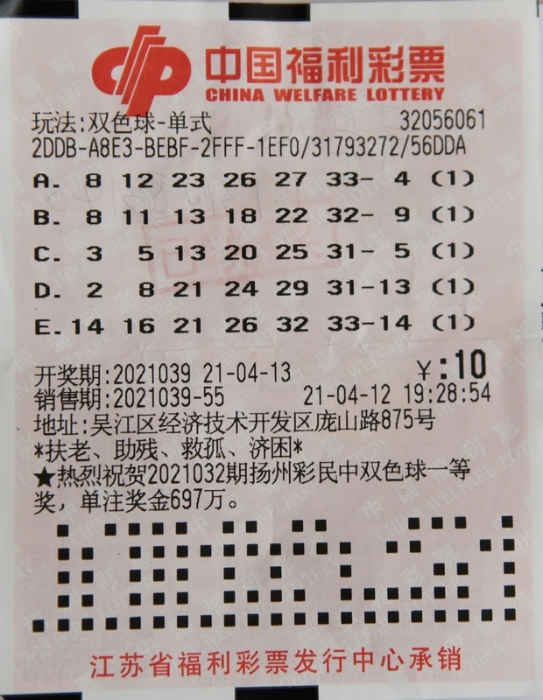 中国福利彩票
CHINA WELFARE LOTTERY
玩法:双色球-单式 32056061
2DDB-A8E3-BEBF-2FFF-1EF0/31793272/56DDA
A. 8 12 23 26 27 33- 4 (1)
B. 8 11 13 18 22 32- 9 (1)
C. 3 5 13 20 25 31- 5 (1)
D. 2 8 21 24 29 31-13 (1)
E. 14 16 21 26 32 33-14 (1)
开奖期:2021039 21-04-13 ¥:10
销售期:2021039-55 21-04-12 19:28:54
地址:吴江区经济技术开发区庞山路875号
*扶老、助残、救孤、济困*
★热烈祝贺2021032期扬州彩民中双色球一等
奖，单注奖金697万。
江苏省福利彩票发行中心承销